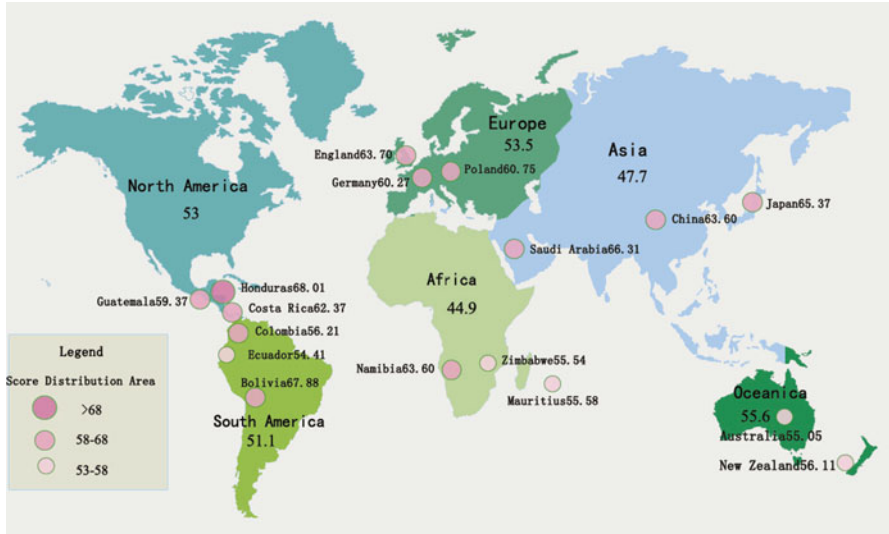 Europe
53.5
England63.70
Poland60.75
Germany60.27
Asia
47.7
North America
53
Japan65.37
China63.60
Saudi Arabia66.31
Africa
44.9
Honduras68.01
Guatemala59.37
Costa Rica62.37
Colombia56.21
Ecuador54.41
Bolivia67.88
Namibia63.60
Zimbabwe55.54
Mauritius55.58
South America
51.1
Oceanica
55.6
Australia55.05
New Zealand56.11
Legend
Score Distribution Area
>68
58-68
53-58